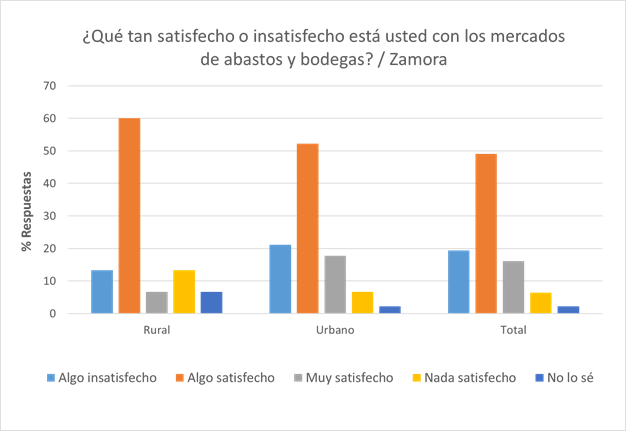 ¿Qué tan satisfecho o insatisfecho está usted con los mercados
de abastos y bodegas? / Zamora
% Respuestas
70
60
50
40
30
20
10
0
Rural Urbano Total
Algo insatisfecho Algo satisfecho Muy satisfecho Nada satisfecho No lo sé